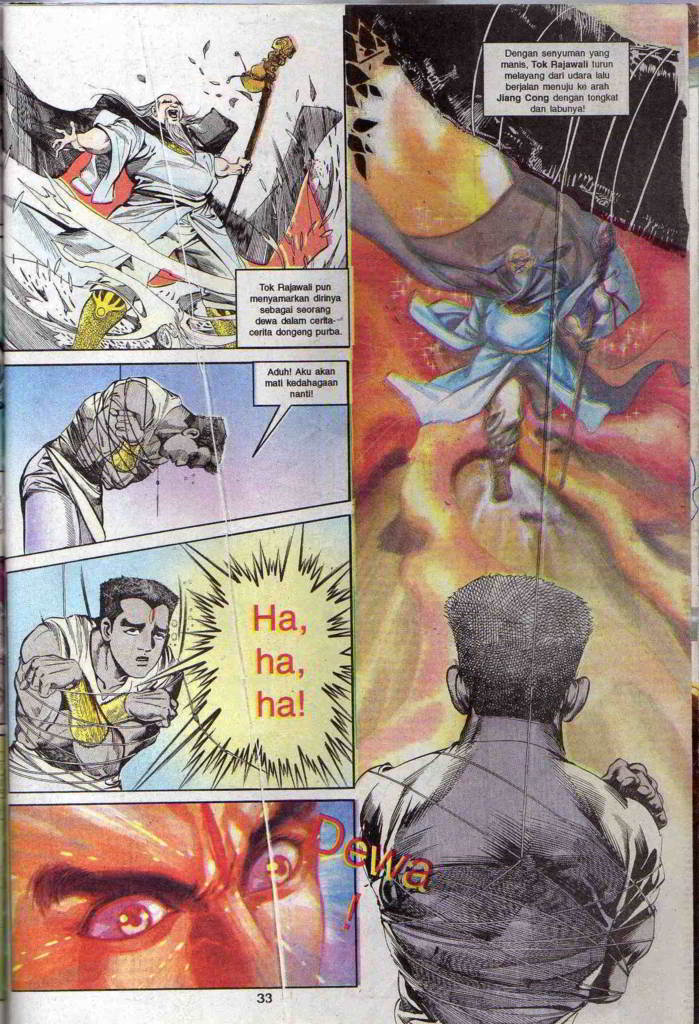 Tok Rajawali pun
menyamarkan dirinya
sebagai seorang
dewa dalam cerita-
cerita dongeng purba.
Aduh! Aku akan
mati kedahagaan
nanti!
Ha,
ha,
ha!
Dewa
!
Dengan senyuman yang
manis, Tok Rajawali turun
melayang dari udara lalu
berjalan menuju ke arah
Jiang Cong dengan tongkat
dan labunya!
33